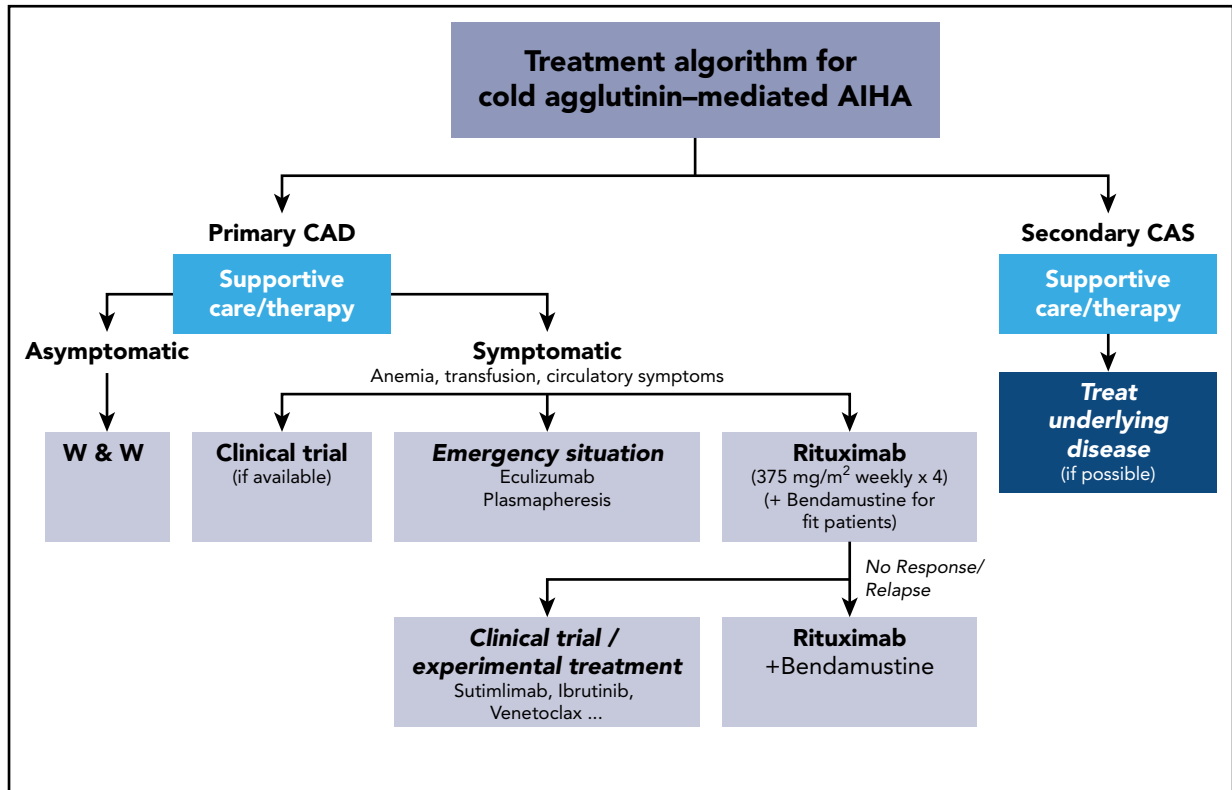 Treatment algorithm for
cold agglutinin–mediated AIHA
Primary CAD
Supportive
care/therapy
Secondary CAS
Supportive
care/therapy
Asymptomatic
Symptomatic
Anemia, transfusion, circulatory symptoms
W & W
Clinical trial
(if available)
Emergency situation
Eculizumab
Plasmapheresis
Rituximab
(375 mg/m² weekly x 4)
(+ Bendamustine for
fit patients)
Treat
underlying
disease
(if possible)
No Response/
Relapse
Clinical trial /
experimental treatment
Sutimlimab, Ibrutinib,
Venetoclax ...
Rituximab
+Bendamustine